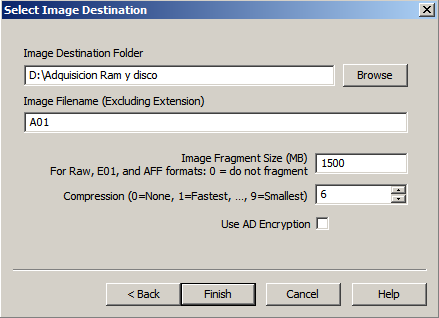 Select Image Destination
Image Destination Folder
D:\Adquisicion Ram y disco
Browse
Image Filename (Excluding Extension)
A01
Image Fragment Size (MB)
1500
For Raw, E01, and AFF formats: 0 = do not fragment
Compression (0=None, 1=Fastest, ..., 9=Smallest)
6
Use AD Encryption
< Back
Finish
Cancel
Help